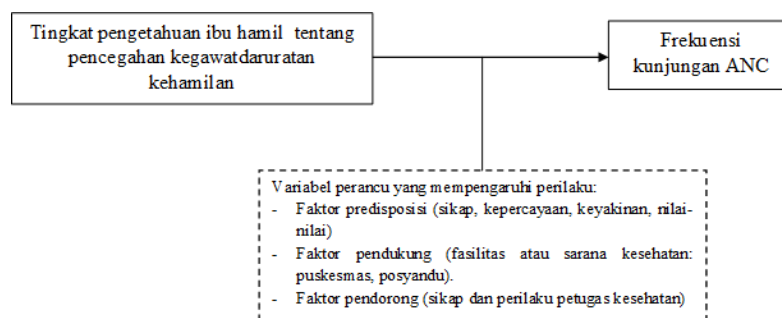 Tingkat pengetahuan ibu hamil tentang
pencegahan kegawatdaruratan
kehamilan
Frekuensi
kunjungan ANC
Variabel perancu yang mempengaruhi perilaku:
- Faktor predisposisi (sikap, kepercayaan, keyakinan, nilai-
nilai)
- Faktor pendukung (fasilitas atau sarana kesehatan:
puskesmas, posyandu).
- Faktor pendorong (sikap dan perilaku petugas kesehatan)